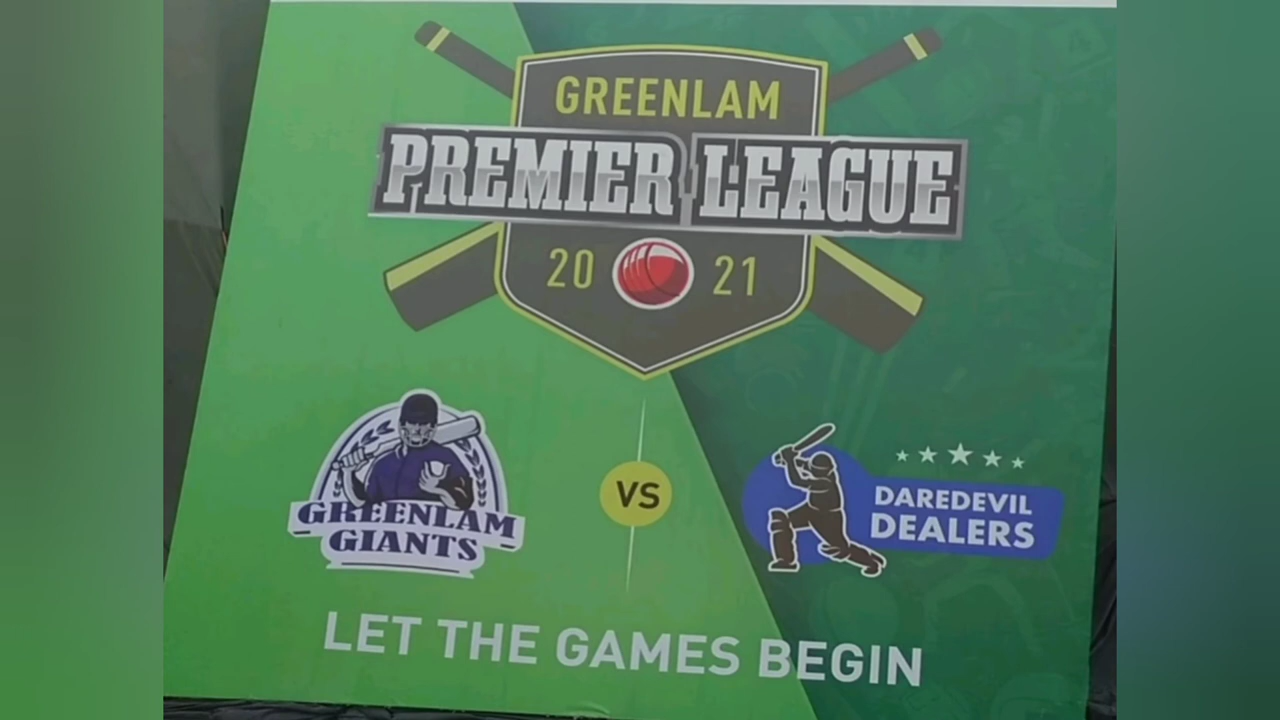 GREENLAM
PREMIER LEAGUE
20 21
GREENLAM
GIANTS
VS
DAREDEVIL
DEALERS
LET THE GAMES BEGIN